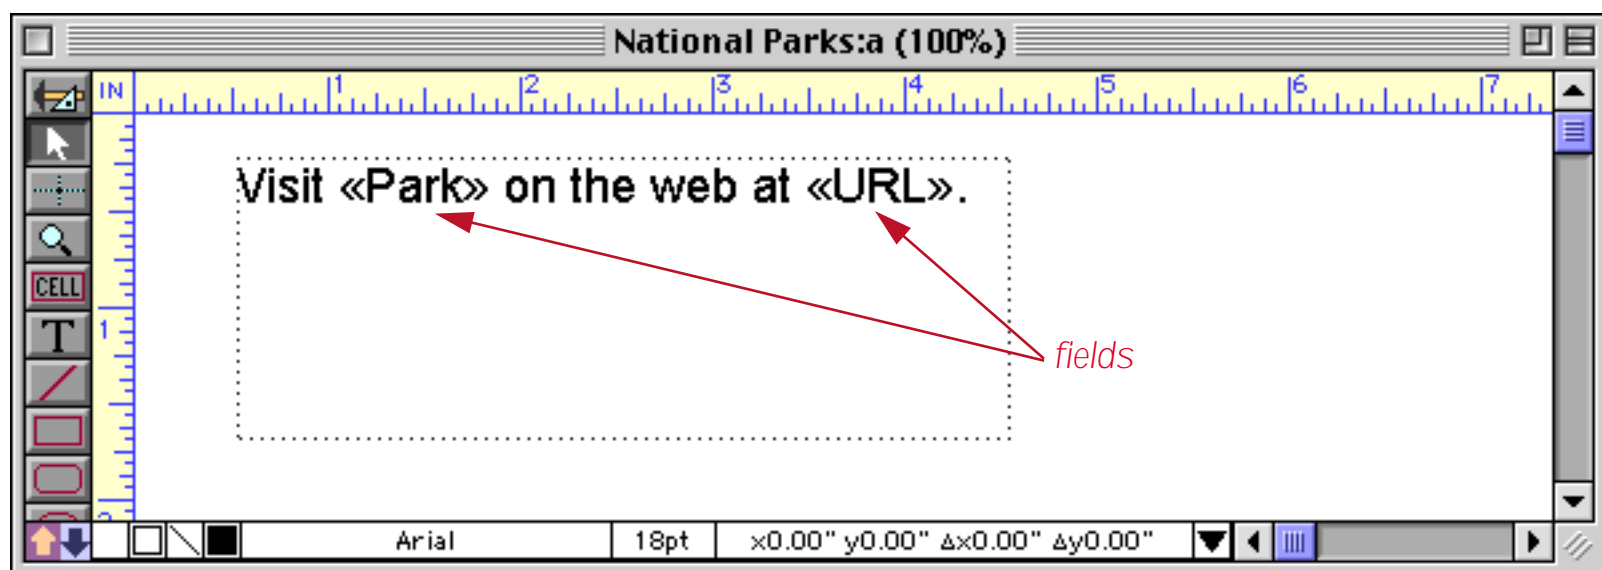 National Parks:a (100%)
IN 1 2 3 4 5 6 7
Visit «Park» on the web at «URL».
CELL
T 1
fields
2
Arial 18pt x0.00" y0.00" Δx0.00" Δy0.00"